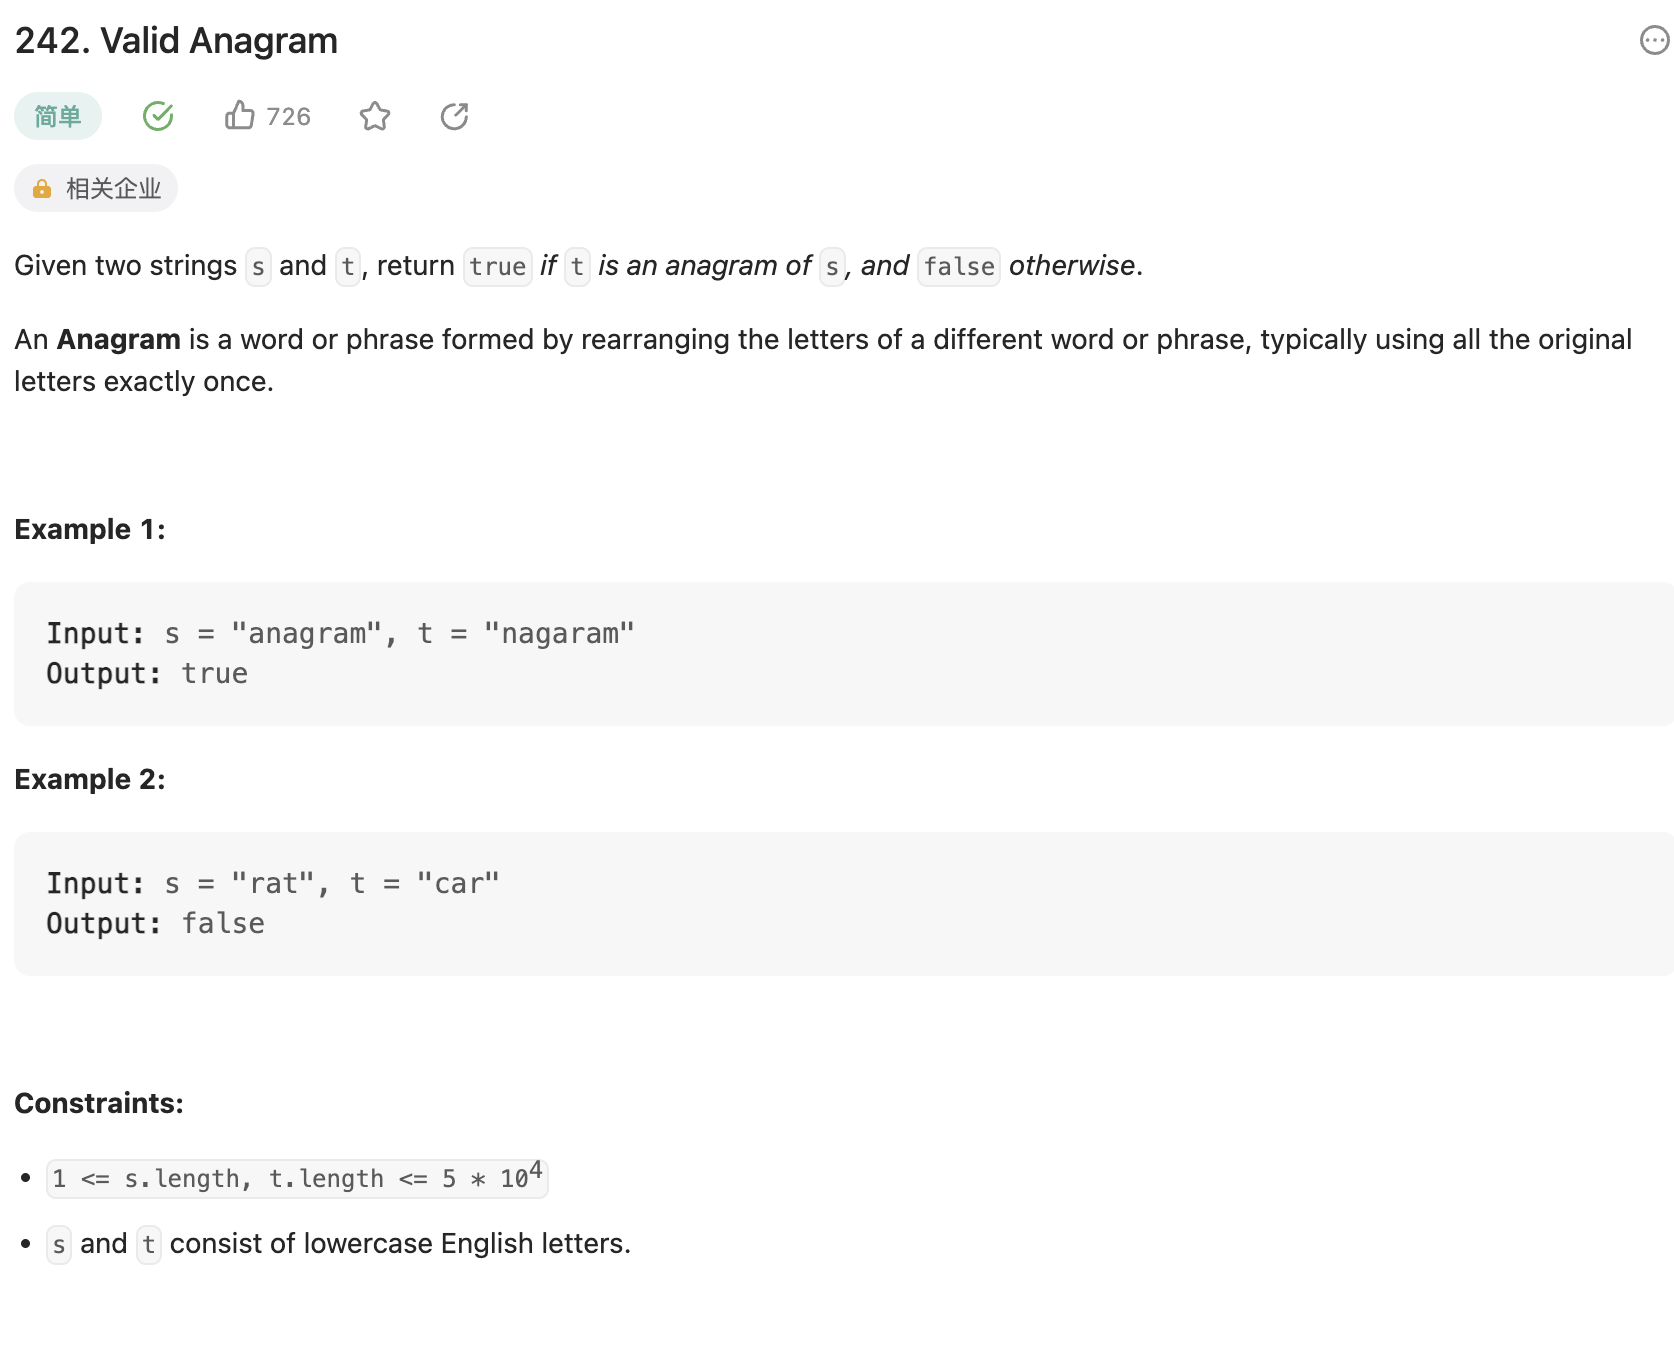 242. Valid Anagram
简单 726
相关企业
Given two strings s and t, return true if t is an anagram of s, and false otherwise.
An Anagram is a word or phrase formed by rearranging the letters of a different word or phrase, typically using all the original
letters exactly once.
Example 1:
Input: s = "anagram", t = "nagaram"
Output: true
Example 2:
Input: s = "rat", t = "car"
Output: false
Constraints:
• 1 <= s.length, t.length <= 5 * 10⁴
• s and t consist of lowercase English letters.